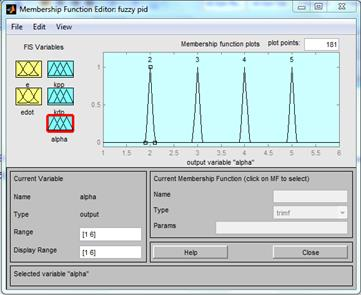 Membership Function Editor: fuzzy pid
File Edit View
FIS Variables
Membership function plots plot points: 181
e kpp
edot kdp
alpha
2 3 4 5
1
0.5
0
1 1.5 2 2.5 3 3.5 4 4.5 5 5.5 6
output variable "alpha"
Current Variable
Name alpha
Type output
Range [1 6]
Display Range [1 6]
Current Membership Function (click on MF to select)
Name
Type trimf
Params
Help Close
Selected variable "alpha"